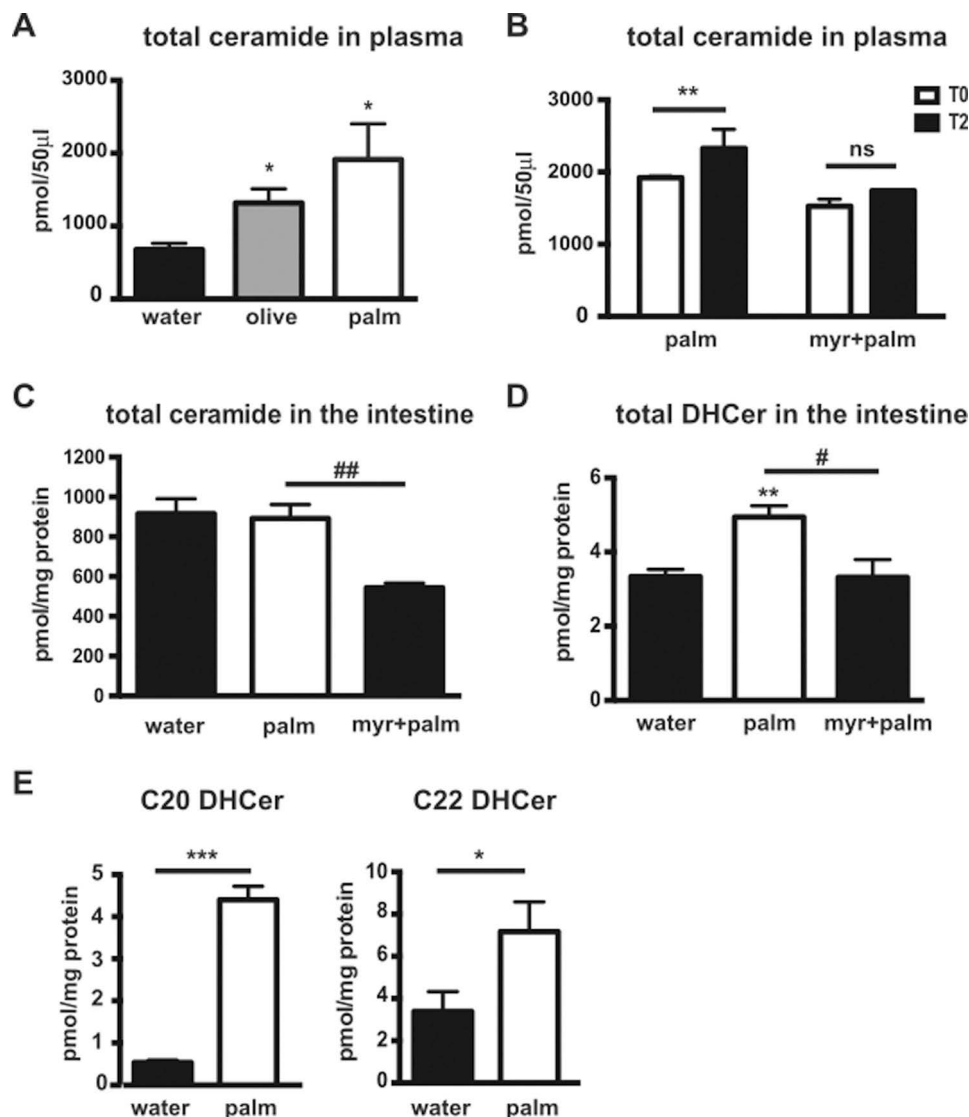 A
total ceramide in plasma
pmol/50µl
3000
2000
1000
0
*
*
water olive palm
B
total ceramide in plasma
T0
T2
pmol/50µl
3000
2000
1000
0
**
ns
palm myr+palm
C
total ceramide in the intestine
pmol/mg protein
1200
1000
800
600
400
200
0
##
water palm myr+palm
D
total DHCer in the intestine
pmol/mg protein
6
4
2
0
#
**
water palm myr+palm
E
C20 DHCer
pmol/mg protein
5
4
3
2
1
0
***
water palm
C22 DHCer
pmol/mg protein
10
8
6
4
2
0
*
water palm